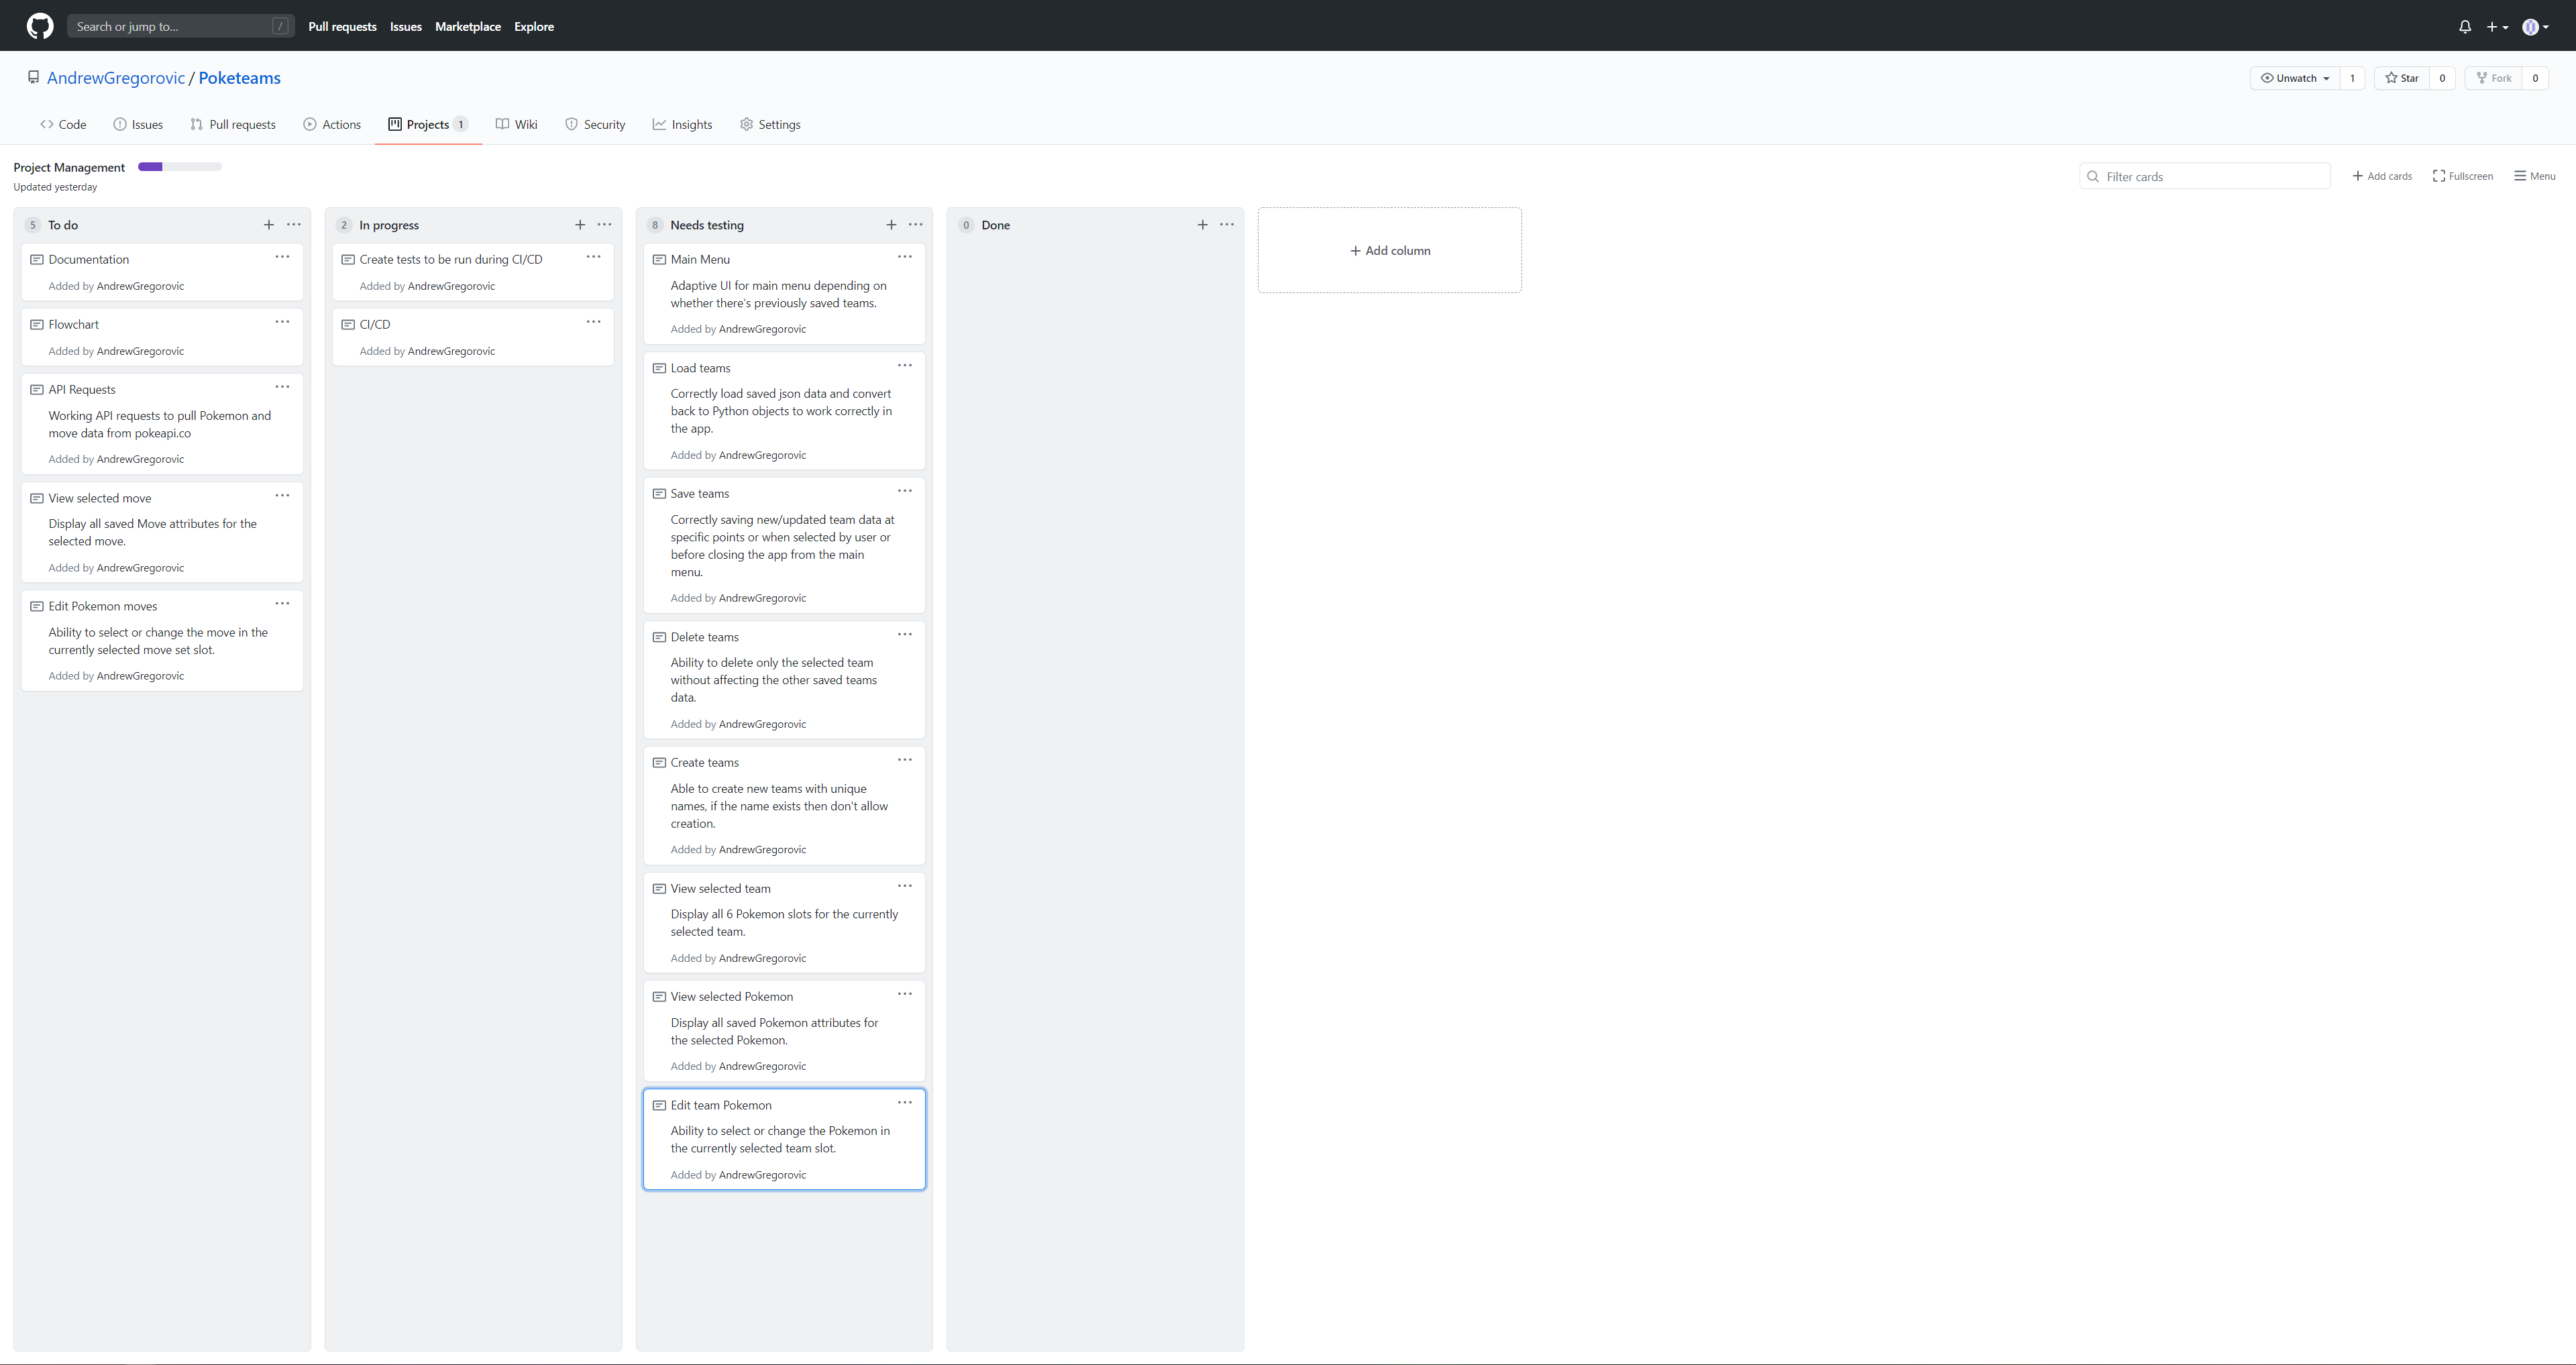 Search or jump to... /
Pull requests Issues Marketplace Explore
AndrewGregorovic / Poketeams
Unwatch 1 Star 0 Fork 0
Code Issues Pull requests Actions Projects 1 Wiki Security Insights Settings
Project Management
Updated yesterday
Filter cards
Add cards Fullscreen Menu
5 To do
Documentation
Added by AndrewGregorovic
Flowchart
Added by AndrewGregorovic
API Requests
Working API requests to pull Pokemon and
move data from pokeapi.co
Added by AndrewGregorovic
View selected move
Display all saved Move attributes for the
selected move.
Added by AndrewGregorovic
Edit Pokemon moves
Ability to select or change the move in the
currently selected move set slot.
Added by AndrewGregorovic
2 In progress
Create tests to be run during CI/CD
Added by AndrewGregorovic
CI/CD
Added by AndrewGregorovic
8 Needs testing
Main Menu
Adaptive UI for main menu depending on
whether there's previously saved teams.
Added by AndrewGregorovic
Load teams
Correctly load saved json data and convert
back to Python objects to work correctly in
the app.
Added by AndrewGregorovic
Save teams
Correctly saving new/updated team data at
specific points or when selected by user or
before closing the app from the main
menu.
Added by AndrewGregorovic
Delete teams
Ability to delete only the selected team
without affecting the other saved teams
data.
Added by AndrewGregorovic
Create teams
Able to create new teams with unique
names, if the name exists then don't allow
creation.
Added by AndrewGregorovic
View selected team
Display all 6 Pokemon slots for the currently
selected team.
Added by AndrewGregorovic
View selected Pokemon
Display all saved Pokemon attributes for
the selected Pokemon.
Added by AndrewGregorovic
Edit team Pokemon
Ability to select or change the Pokemon in
the currently selected team slot.
Added by AndrewGregorovic
0 Done
Add column